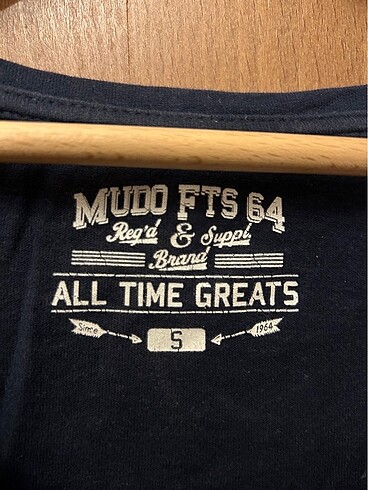 MUDO FTS 64
Reg'd & Suppl
Brand
ALL TIME GREATS
Since S 1964